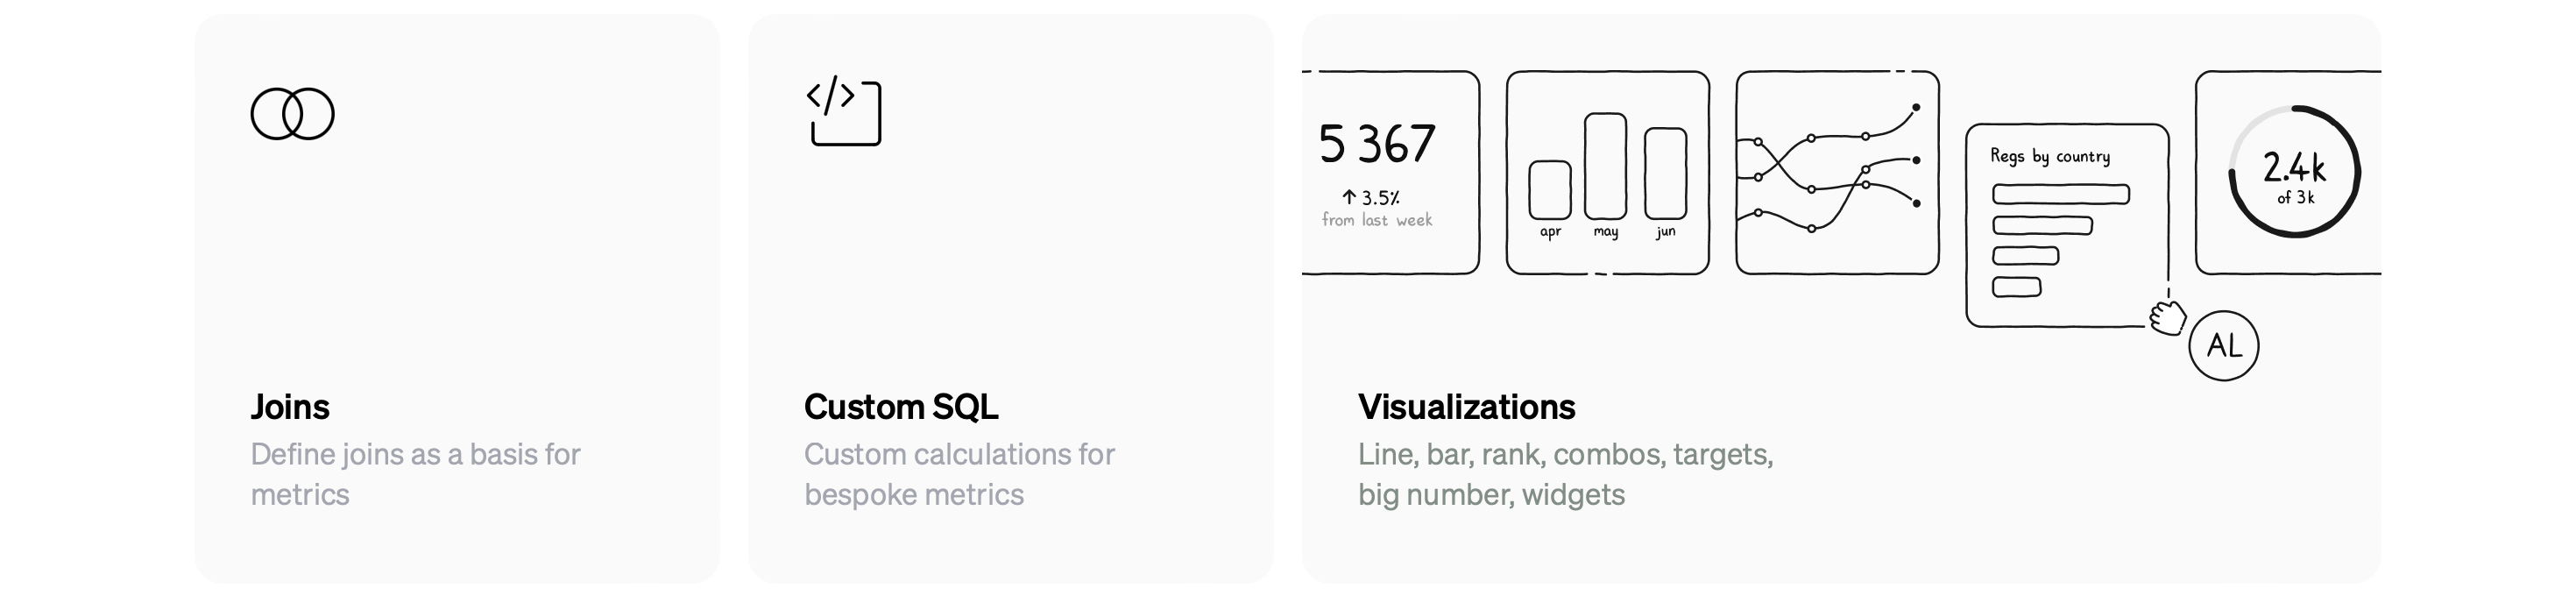 Joins
Define joins as a basis for
metrics
</>
Custom SQL
Custom calculations for
bespoke metrics
5 367
↑ 3.5%
from last week
apr may jun
Regs by country
2.4k
of 3k
AL
Visualizations
Line, bar, rank, combos, targets,
big number, widgets